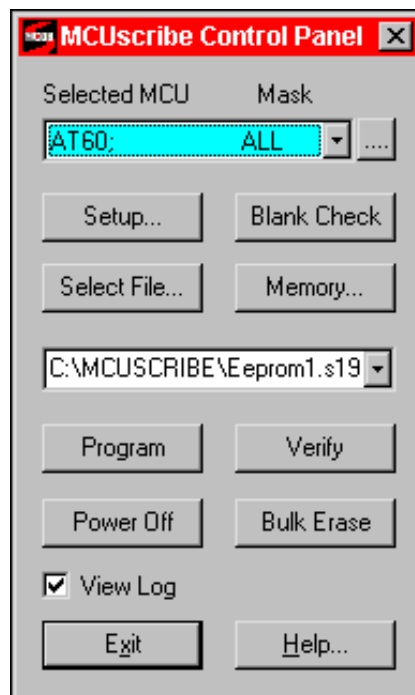 MCUscribe Control Panel
Selected MCU Mask
AT60; ALL ....
Setup... Blank Check
Select File... Memory...
C:\MCUSCRIBE\Eeprom1.s19
Program Verify
Power Off Bulk Erase
View Log
Exit Help...